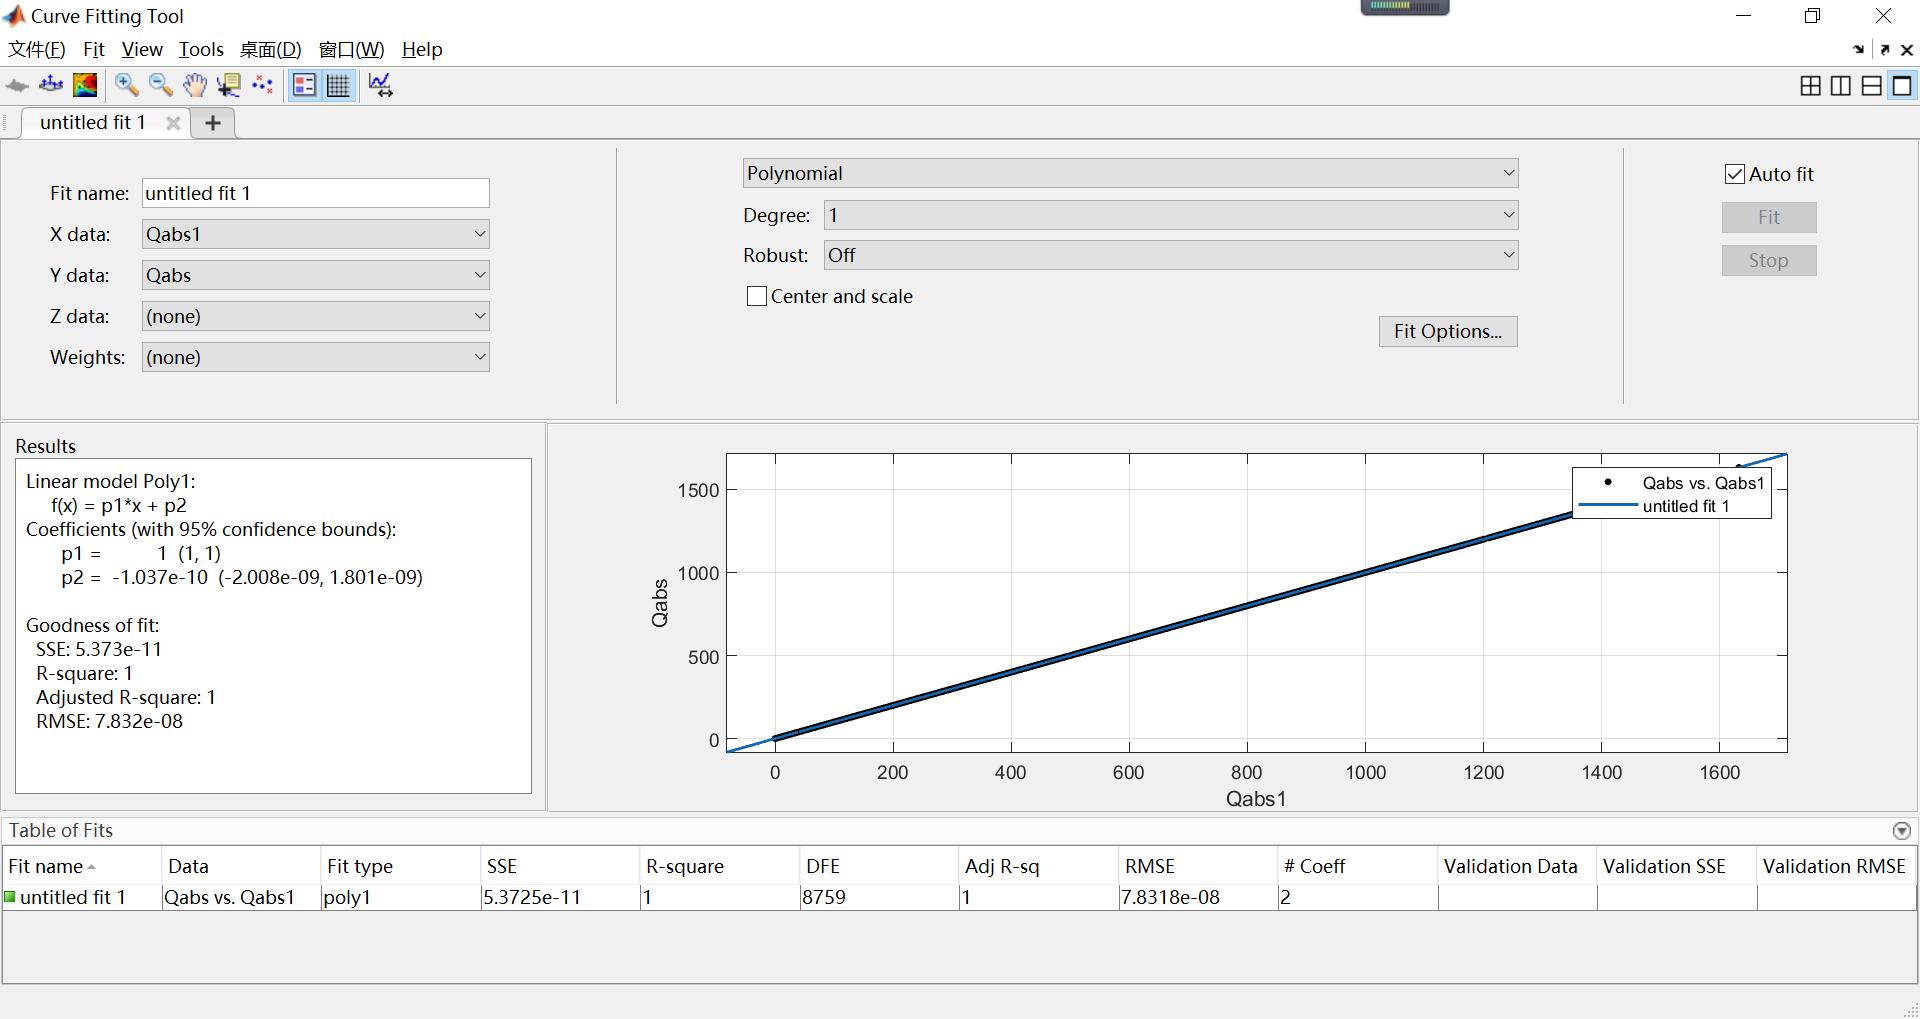 Curve Fitting Tool
文件(F) Fit View Tools 桌面(D) 窗口(W) Help
untitled fit 1
Fit name: untitled fit 1
X data: Qabs1
Y data: Qabs
Z data: (none)
Weights: (none)
Polynomial
Degree: 1
Robust: Off
Center and scale
Fit Options...
Auto fit
Fit
Stop
Results
Linear model Poly1:
f(x) = p1*x + p2
Coefficients (with 95% confidence bounds):
p1 = 1 (1, 1)
p2 = -1.037e-10 (-2.008e-09, 1.801e-09)
Goodness of fit:
SSE: 5.373e-11
R-square: 1
Adjusted R-square: 1
RMSE: 7.832e-08
Qabs vs. Qabs1
untitled fit 1
1500
1000
500
0
Qabs
0 200 400 600 800 1000 1200 1400 1600
Qabs1
Table of Fits
Fit name Data Fit type SSE R-square DFE Adj R-sq RMSE # Coeff Validation Data Validation SSE Validation RMSE
untitled fit 1 Qabs vs. Qabs1 poly1 5.3725e-11 1 8759 1 7.8318e-08 2